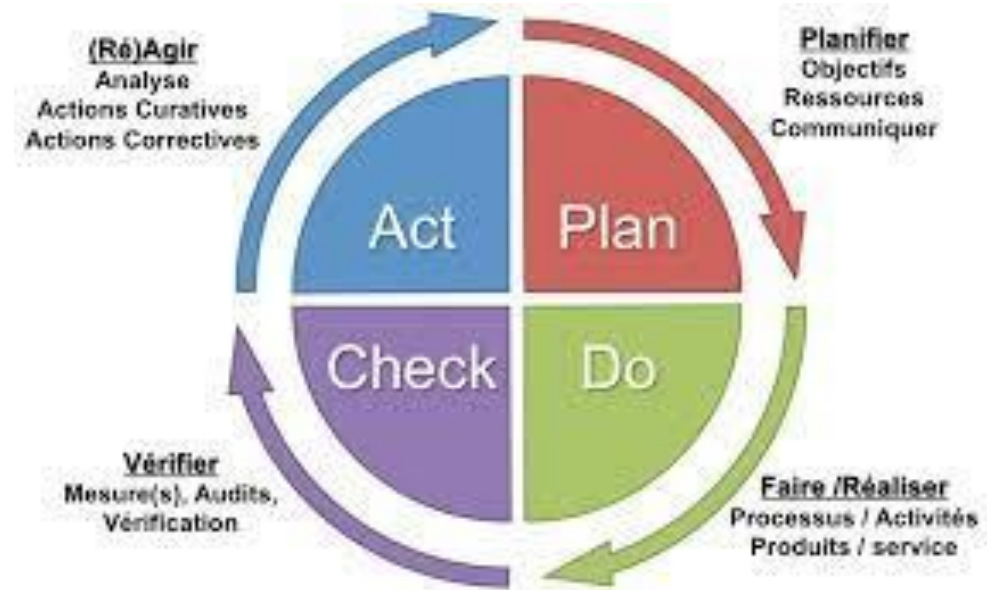 (Ré)Agir
Analyse
Actions Curatives
Actions Correctives
Planifier
Objectifs
Ressources
Communiquer
Act
Plan
Check
Do
Vérifier
Mesure(s), Audits,
Vérification
Faire /Réaliser
Processus / Activités
Produits / service